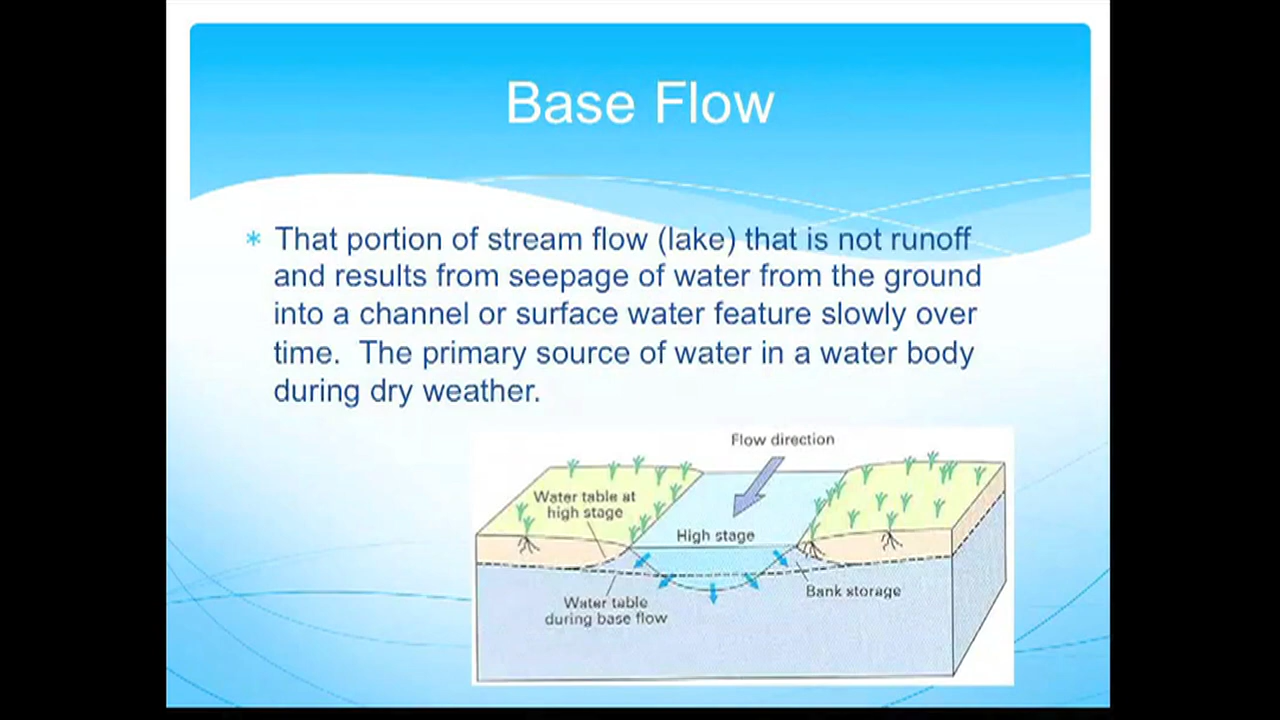 Base Flow
* That portion of stream flow (lake) that is not runoff
and results from seepage of water from the ground
into a channel or surface water feature slowly over
time. The primary source of water in a water body
during dry weather.
Flow direction
Water table at
high stage
High stage
Bank storage
Water table
during base flow